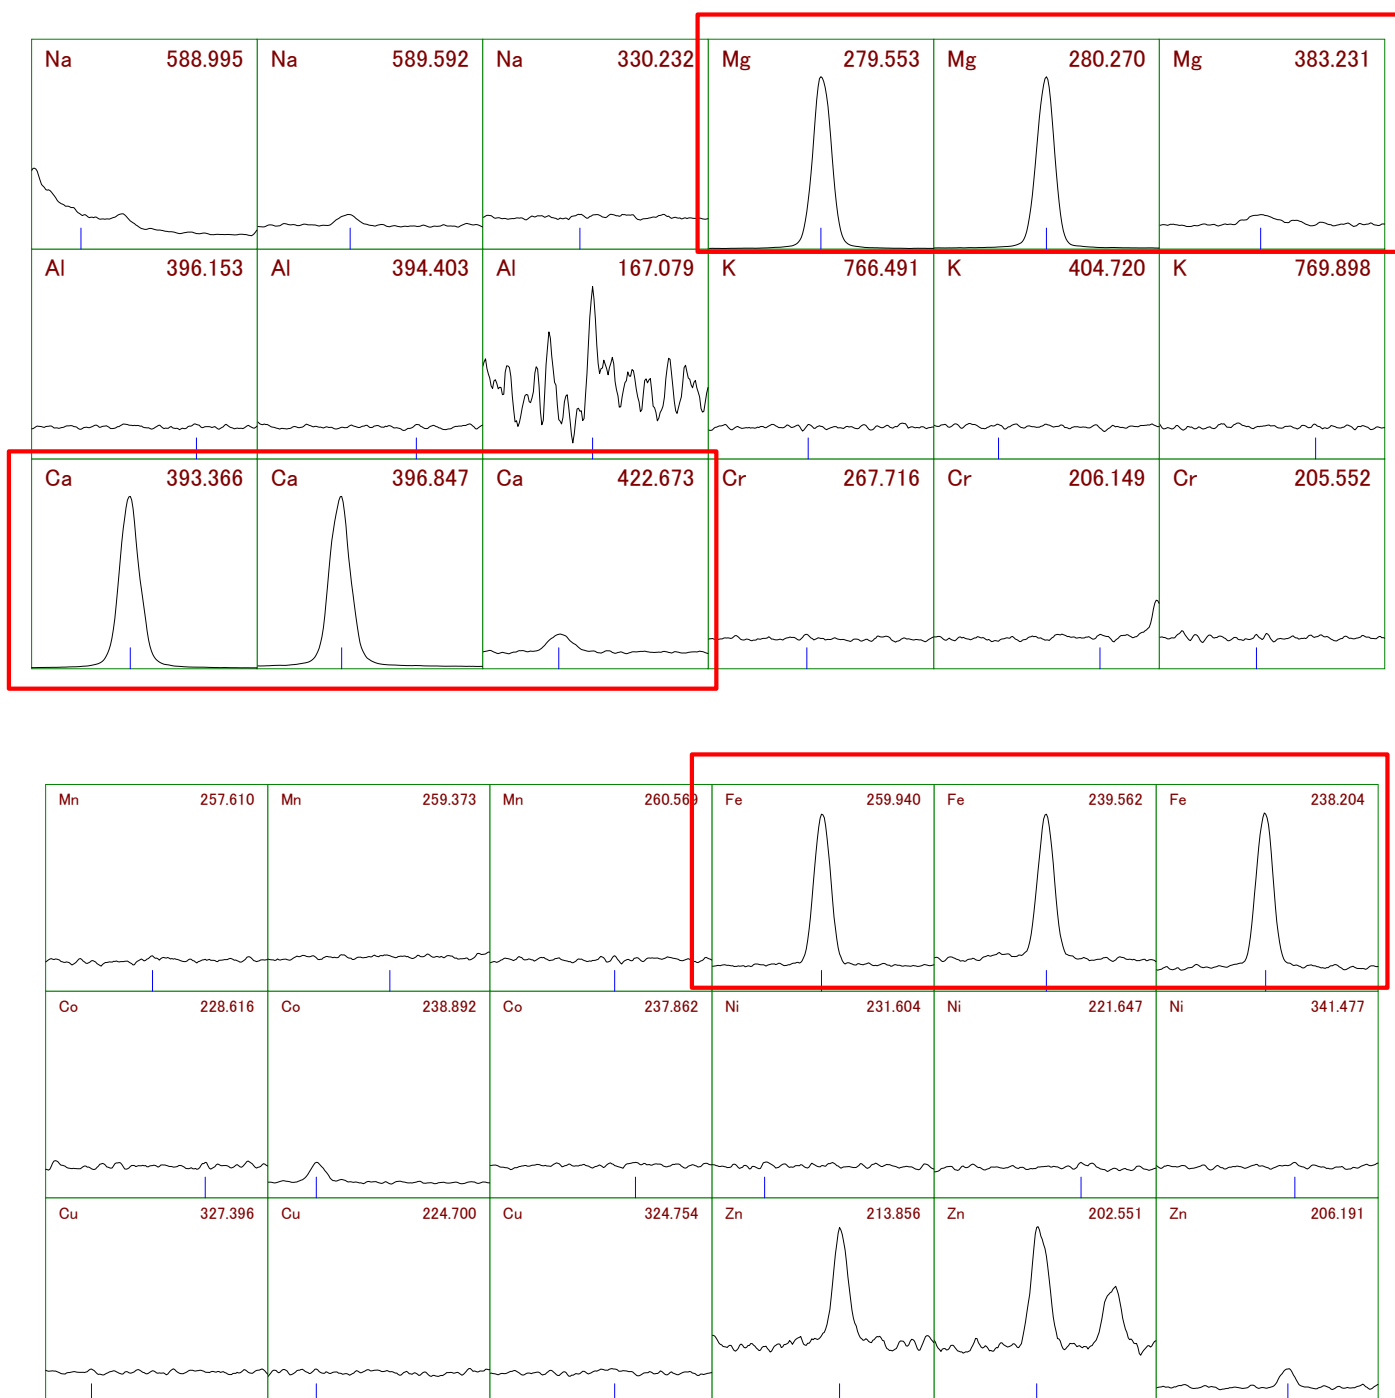 Na 588.995 Na 589.592 Na 330.232 Mg 279.553 Mg 280.270 Mg 383.231
Al 396.153 Al 394.403 Al 167.079 K 766.491 K 404.720 K 769.898
Ca 393.366 Ca 396.847 Ca 422.673 Cr 267.716 Cr 206.149 Cr 205.552
Mn 257.610 Mn 259.373 Mn 260.569 Fe 259.940 Fe 239.562 Fe 238.204
Co 228.616 Co 238.892 Co 237.862 Ni 231.604 Ni 221.647 Ni 341.477
Cu 327.396 Cu 224.700 Cu 324.754 Zn 213.856 Zn 202.551 Zn 206.191